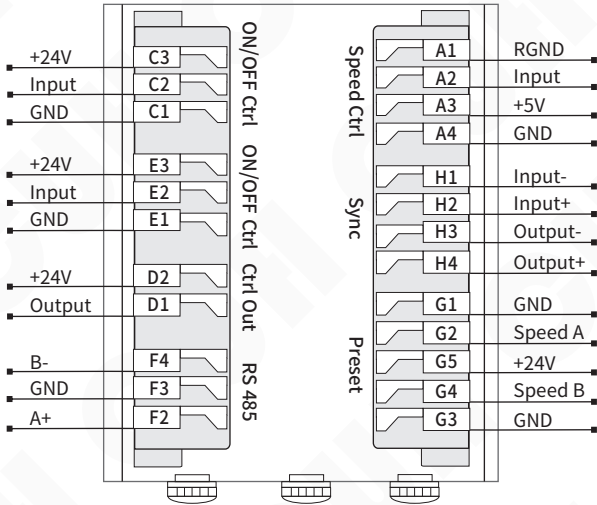 +24V C3
Input C2
GND C1
ON/OFF Ctrl
+24V E3
Input E2
GND E1
ON/OFF Ctrl
+24V D2
Output D1
Ctrl Out
B- F4
GND F3
A+ F2
RS 485
Speed Ctrl
A1 RGND
A2 Input
A3 +5V
A4 GND
Sync
H1 Input-
H2 Input+
H3 Output-
H4 Output+
Preset
G1 GND
G2 Speed A
G5 +24V
G4 Speed B
G3 GND